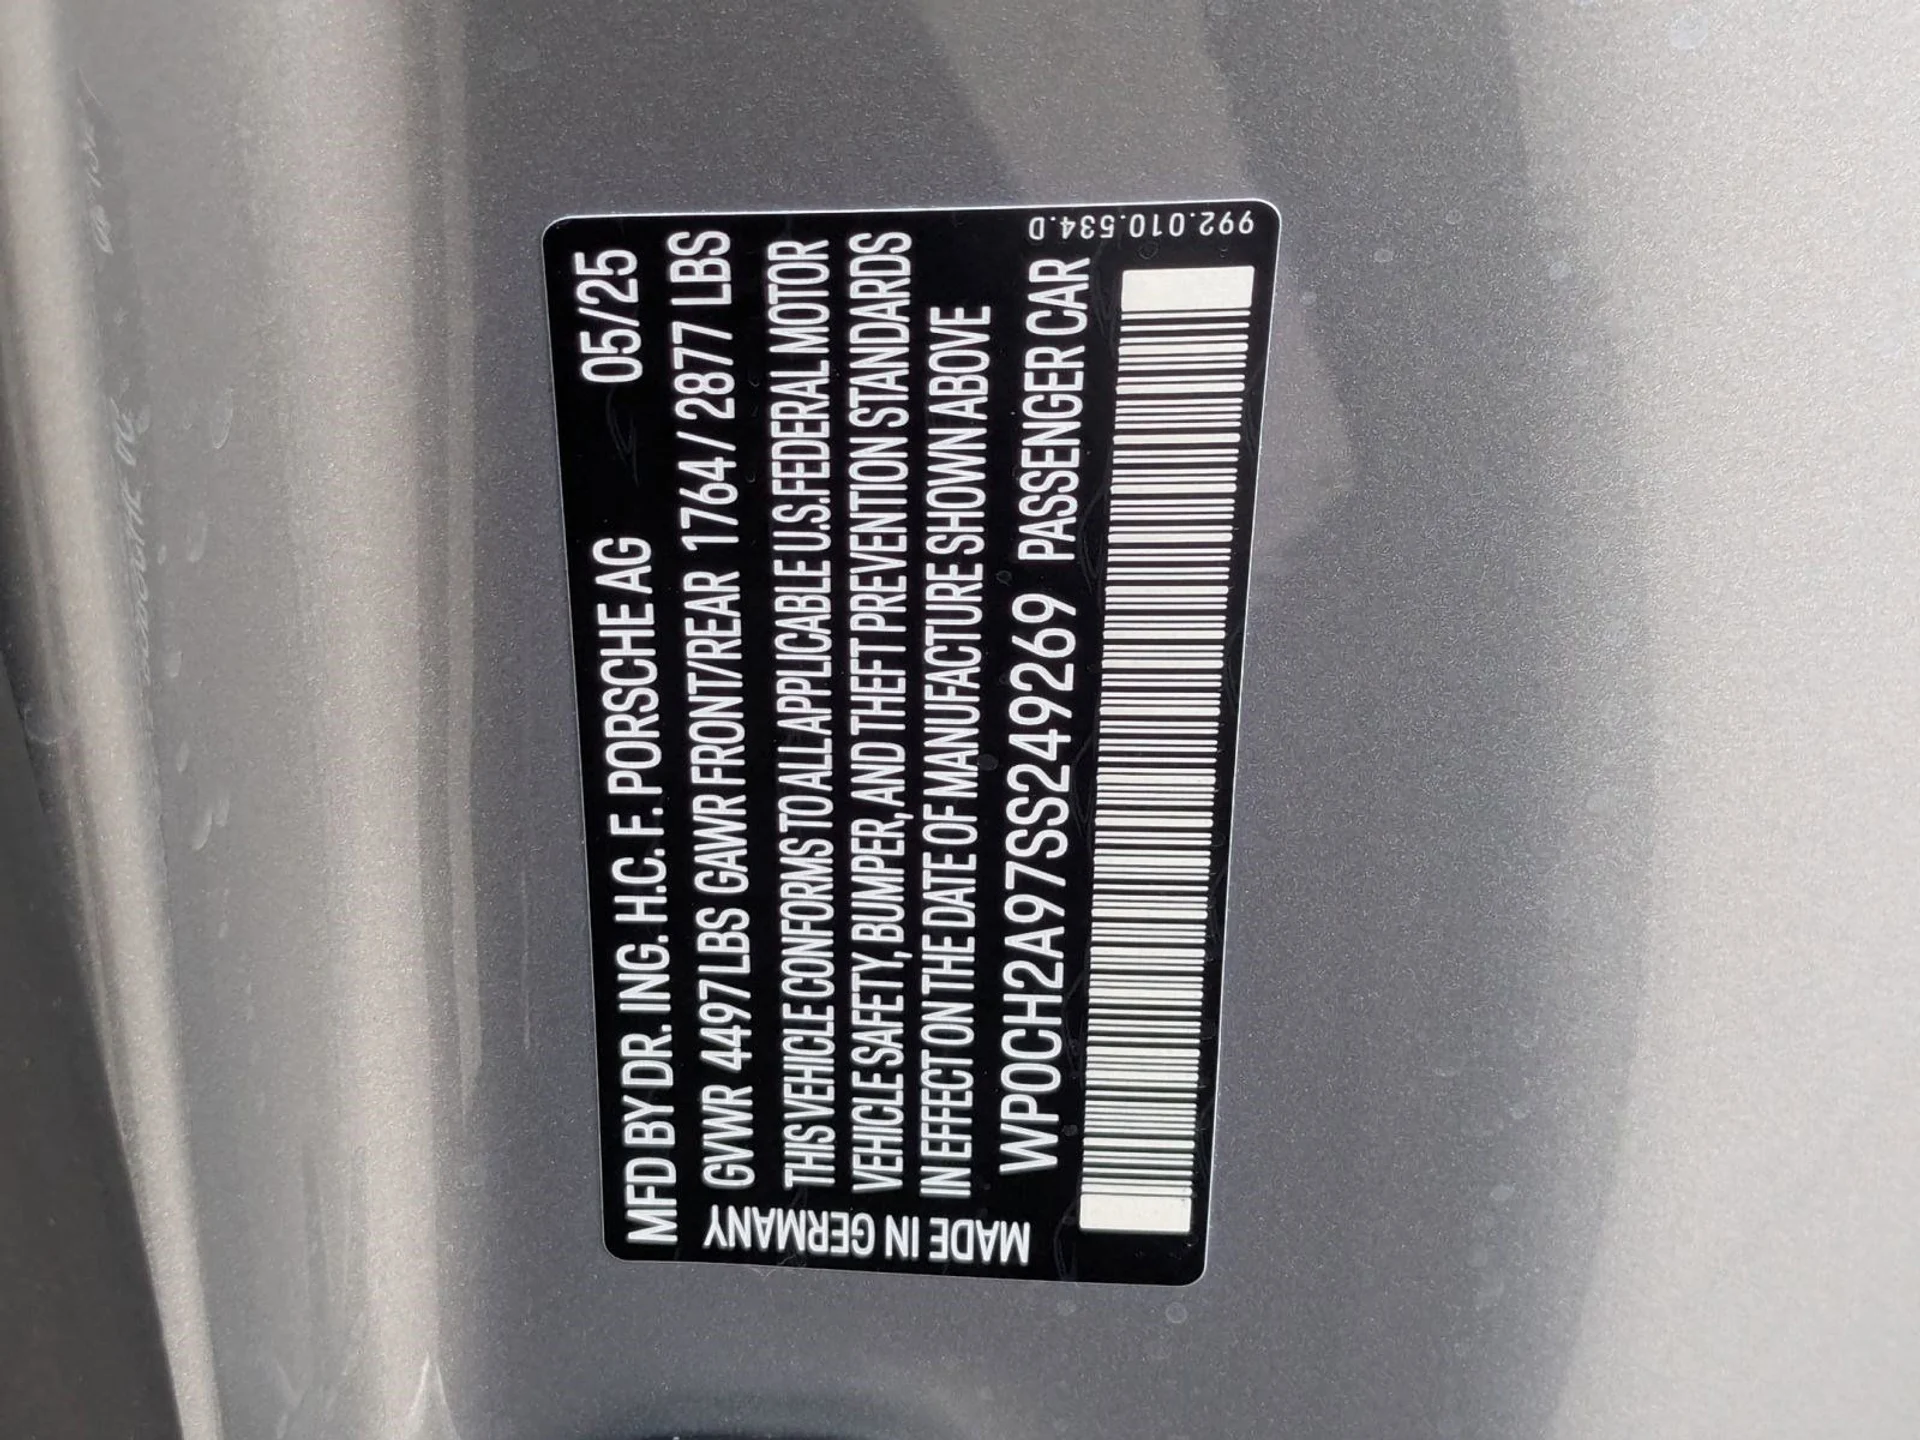 MFD BY DR. ING. H.C. F. PORSCHE AG 05/25
GVWR 4497 LBS GAWR FRONT/REAR 1764 / 2877 LBS
THIS VEHICLE CONFORMS TO ALL APPLICABLE U.S.FEDERAL MOTOR
VEHICLE SAFETY, BUMPER, AND THEFT PREVENTION STANDARDS
IN EFFECT ON THE DATE OF MANUFACTURE SHOWN ABOVE
WP0CH2A97SS249269 PASSENGER CAR
MADE IN GERMANY
992.010.534.D